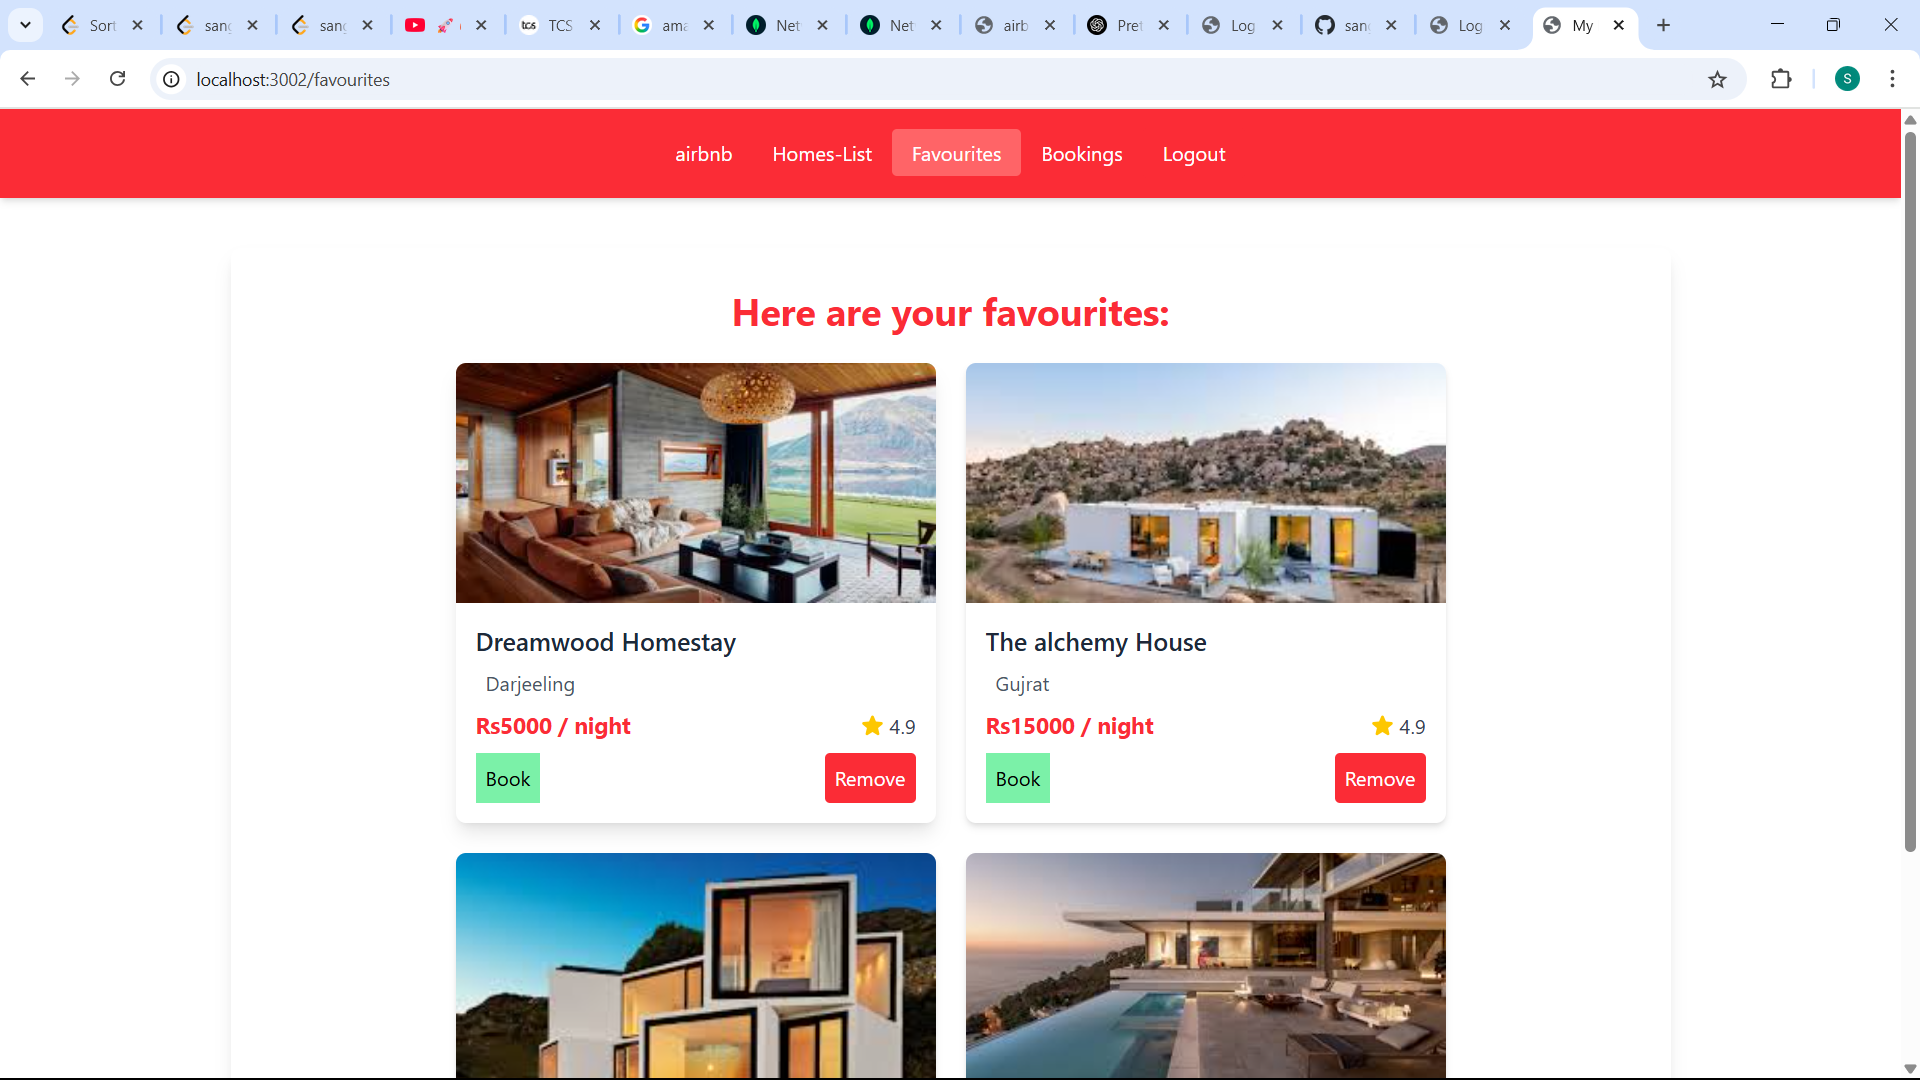 Sort sang sang 🚀 TCS ama Net Net airb Pret Log sang Log My
localhost:3002/favourites
S
airbnb Homes-List Favourites Bookings Logout
Here are your favourites:
Dreamwood Homestay
Darjeeling
Rs5000 / night 4.9
Book Remove
The alchemy House
Gujrat
Rs15000 / night 4.9
Book Remove